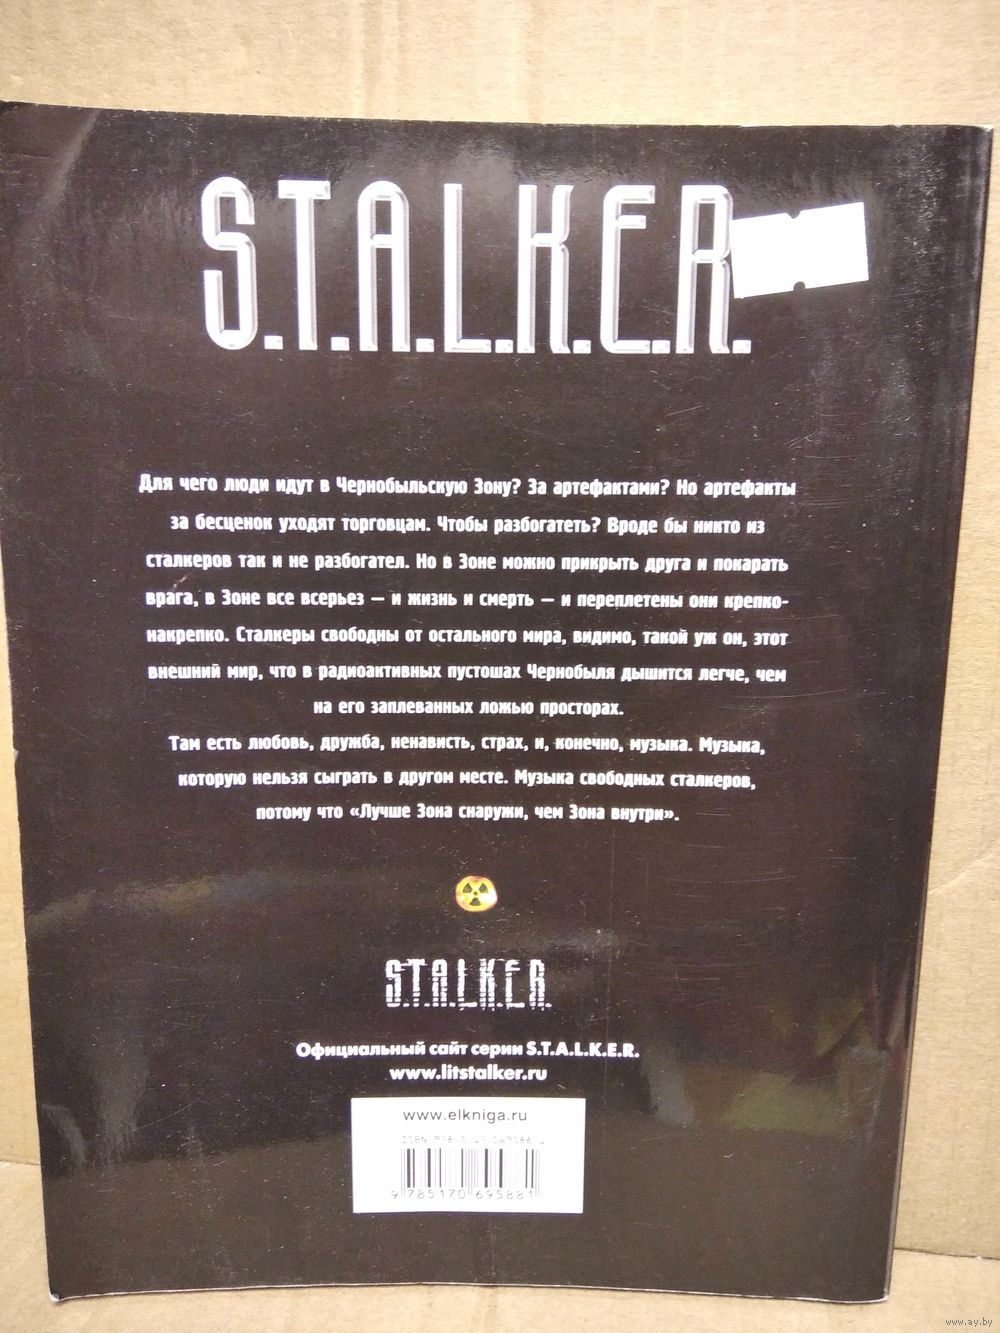 S.T.A.L.K.E.R.
Для чего люди идут в Чернобыльскую Зону? За артефактами? Но артефакты
за бесценок уходят торговцам. Чтобы разбогатеть? Вроде бы никто из
сталкеров так и не разбогател. Но в Зоне можно прикрыть друга и покарать
врага, в Зоне все всерьез – и жизнь и смерть – и переплетены они крепко-
накрепко. Сталкеры свободны от остального мира, видимо, такой уж он, этот
внешний мир, что в радиоактивных пустошах Чернобыля дышится легче, чем
на его заплеванных ложью просторах.
Там есть любовь, дружба, ненависть, страх, и, конечно, музыка. Музыка,
которую нельзя сыграть в другом месте. Музыка свободных сталкеров,
потому что «Лучше Зона снаружи, чем Зона внутри».
S.T.A.L.K.E.R.
Официальный сайт серии S.T.A.L.K.E.R.
www.litstalker.ru
www.elkniga.ru
ISBN
9 785170 695881
www.ay.by